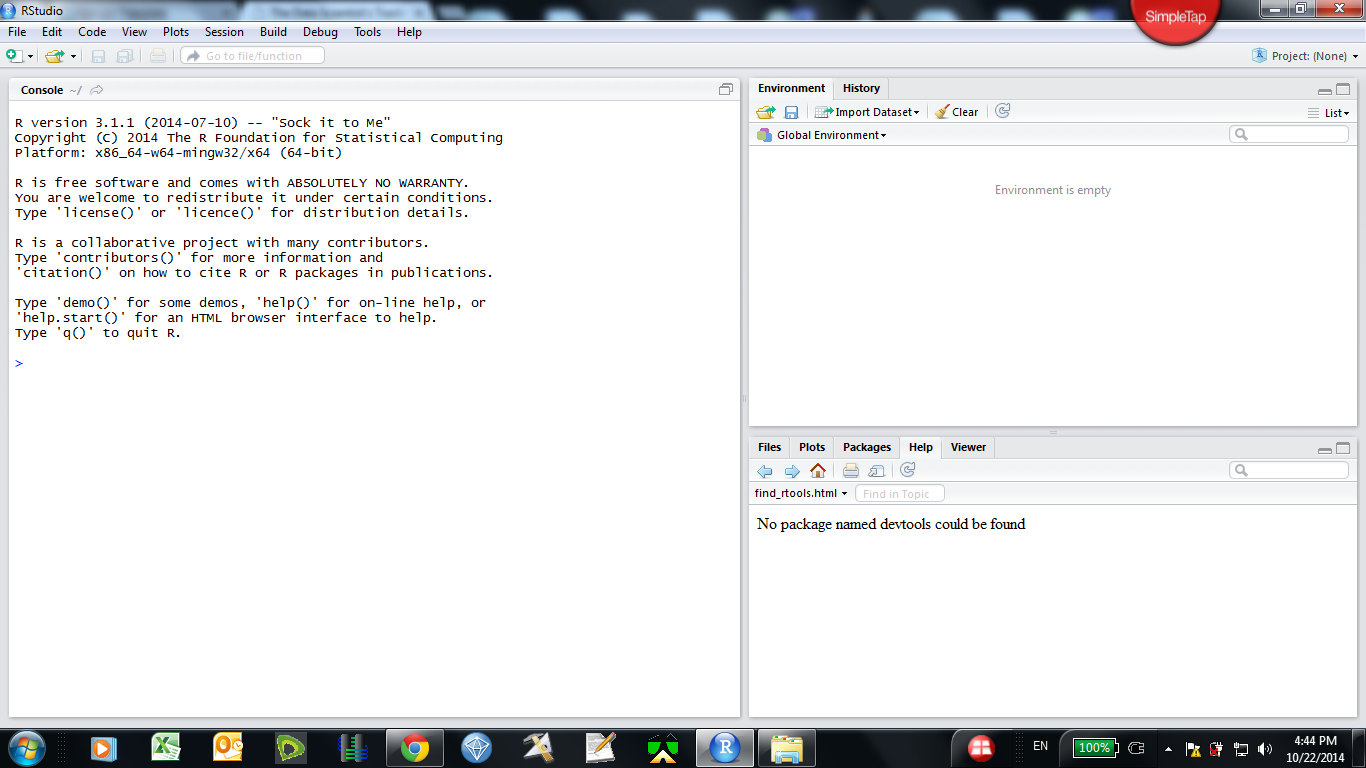 RStudio
SimpleTap
File Edit Code View Plots Session Build Debug Tools Help
Go to file/function
Project: (None)
Console ~/
R version 3.1.1 (2014-07-10) -- "Sock it to Me"
Copyright (C) 2014 The R Foundation for Statistical Computing
Platform: x86_64-w64-mingw32/x64 (64-bit)
R is free software and comes with ABSOLUTELY NO WARRANTY.
You are welcome to redistribute it under certain conditions.
Type 'license()' or 'licence()' for distribution details.
R is a collaborative project with many contributors.
Type 'contributors()' for more information and
'citation()' on how to cite R or R packages in publications.
Type 'demo()' for some demos, 'help()' for on-line help, or
'help.start()' for an HTML browser interface to help.
Type 'q()' to quit R.
>
Environment History
Import Dataset Clear List
Global Environment
Environment is empty
Files Plots Packages Help Viewer
find_rtools.html Find in Topic
No package named devtools could be found
EN 100% 4:44 PM
10/22/2014